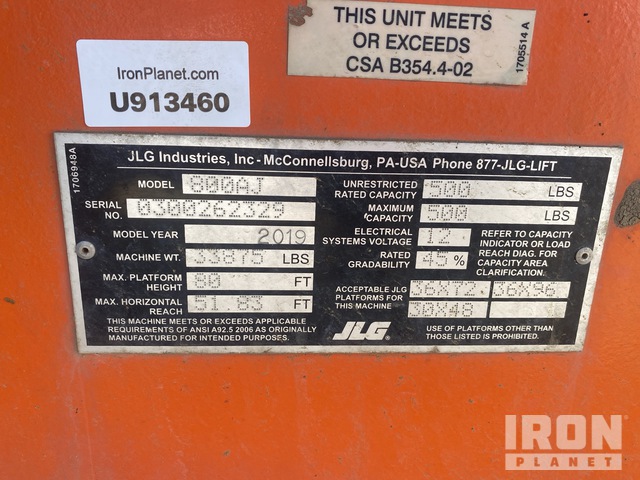 THIS UNIT MEETS
OR EXCEEDS
CSA B354.4-02
1705514 A
IronPlanet.com
U913460
1706948A
JLG Industries, Inc - McConnellsburg, PA-USA Phone 877-JLG-LIFT
MODEL 800AJ
SERIAL NO. 0300262329
MODEL YEAR 2019
MACHINE WT. 33875 LBS
MAX. PLATFORM HEIGHT 80 FT
MAX. HORIZONTAL REACH 51.83 FT
THIS MACHINE MEETS OR EXCEEDS APPLICABLE
REQUIREMENTS OF ANSI A92.5 2006 AS ORIGINALLY
MANUFACTURED FOR INTENDED PURPOSES.
UNRESTRICTED RATED CAPACITY 500 LBS
MAXIMUM CAPACITY 500 LBS
ELECTRICAL SYSTEMS VOLTAGE 12
RATED GRADABILITY 45 %
REFER TO CAPACITY
INDICATOR OR LOAD
REACH DIAG. FOR
CAPACITY AREA
CLARIFICATION.
ACCEPTABLE JLG PLATFORMS FOR THIS MACHINE
36X72 36X96
30X48
JLG
USE OF PLATFORMS OTHER THAN
THOSE LISTED IS PROHIBITED.
IRON
PLANET